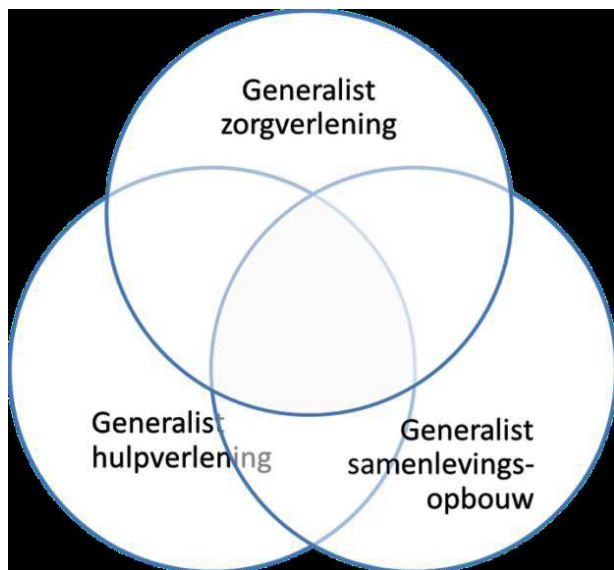 Generalist
zorgverlening
Generalist
hulpverlening
Generalist
samenlevings-
opbouw